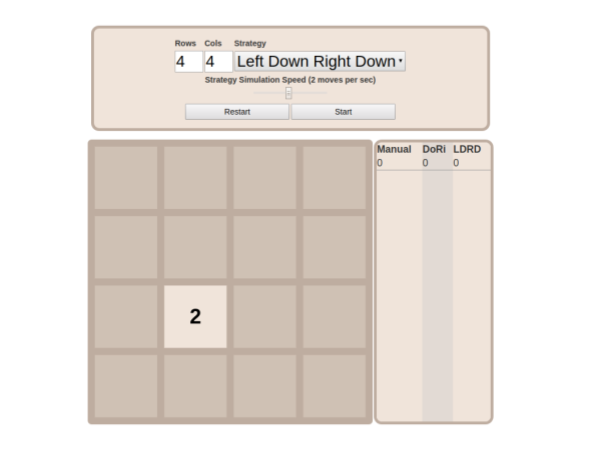 Rows Cols Strategy
4 4 Left Down Right Down
Strategy Simulation Speed (2 moves per sec)
Restart Start
Manual DoRi LDRD
0 0 0
2